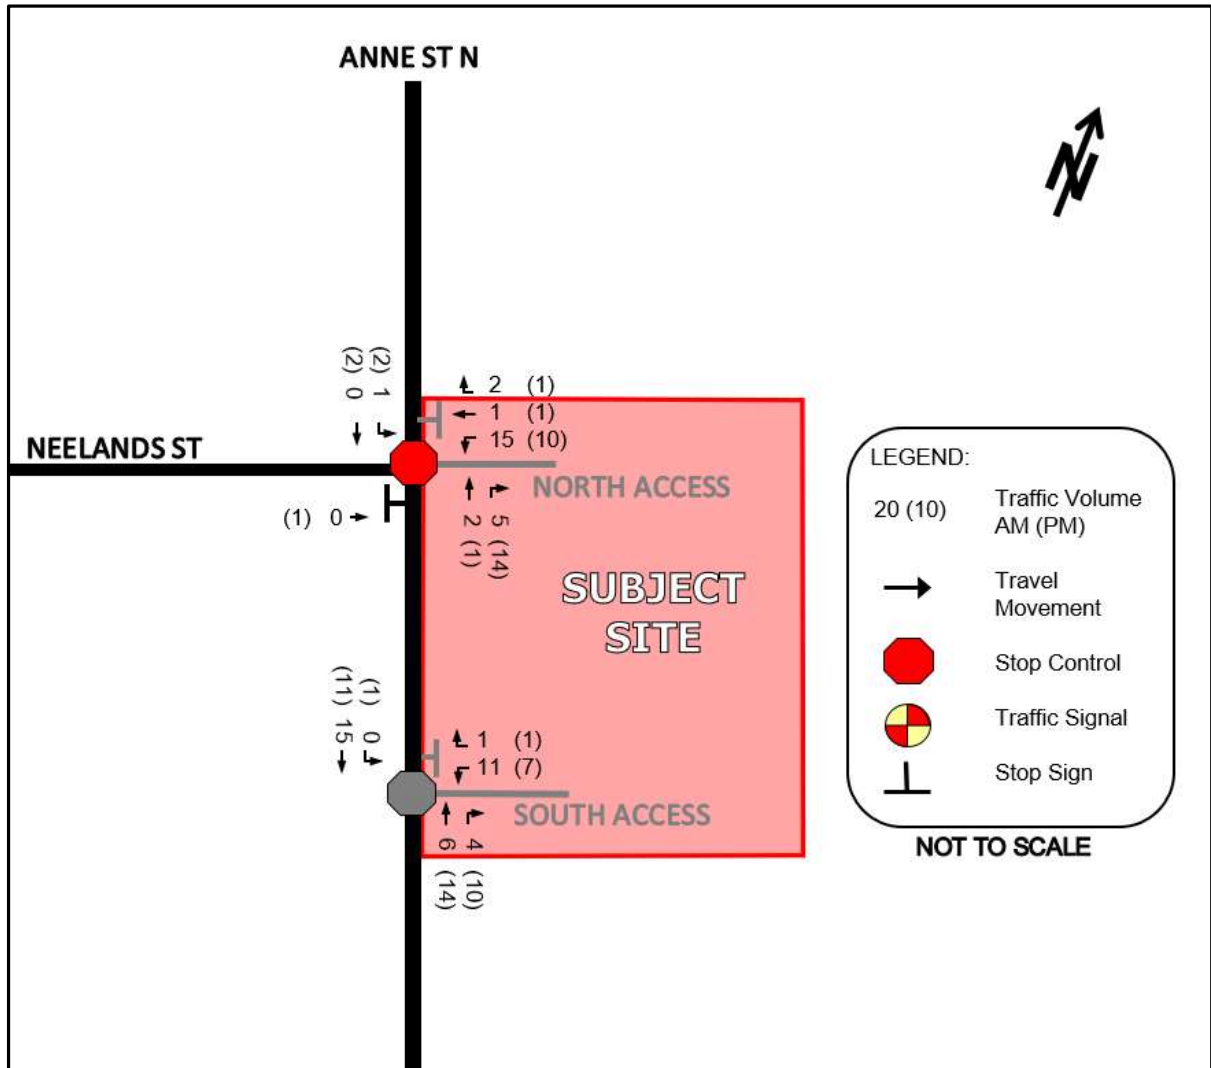 ANNE ST N
N
(2) 0
(2) 1
2 (1)
1 (1)
15 (10)
NEELANDS ST
NORTH ACCESS
(1) 0
2 (1)
5 (14)
SUBJECT
SITE
(11) 15
(1) 0
1 (1)
11 (7)
SOUTH ACCESS
6 (14)
4 (10)
LEGEND:
20 (10)
Traffic Volume
AM (PM)
Travel
Movement
Stop Control
Traffic Signal
Stop Sign
NOT TO SCALE